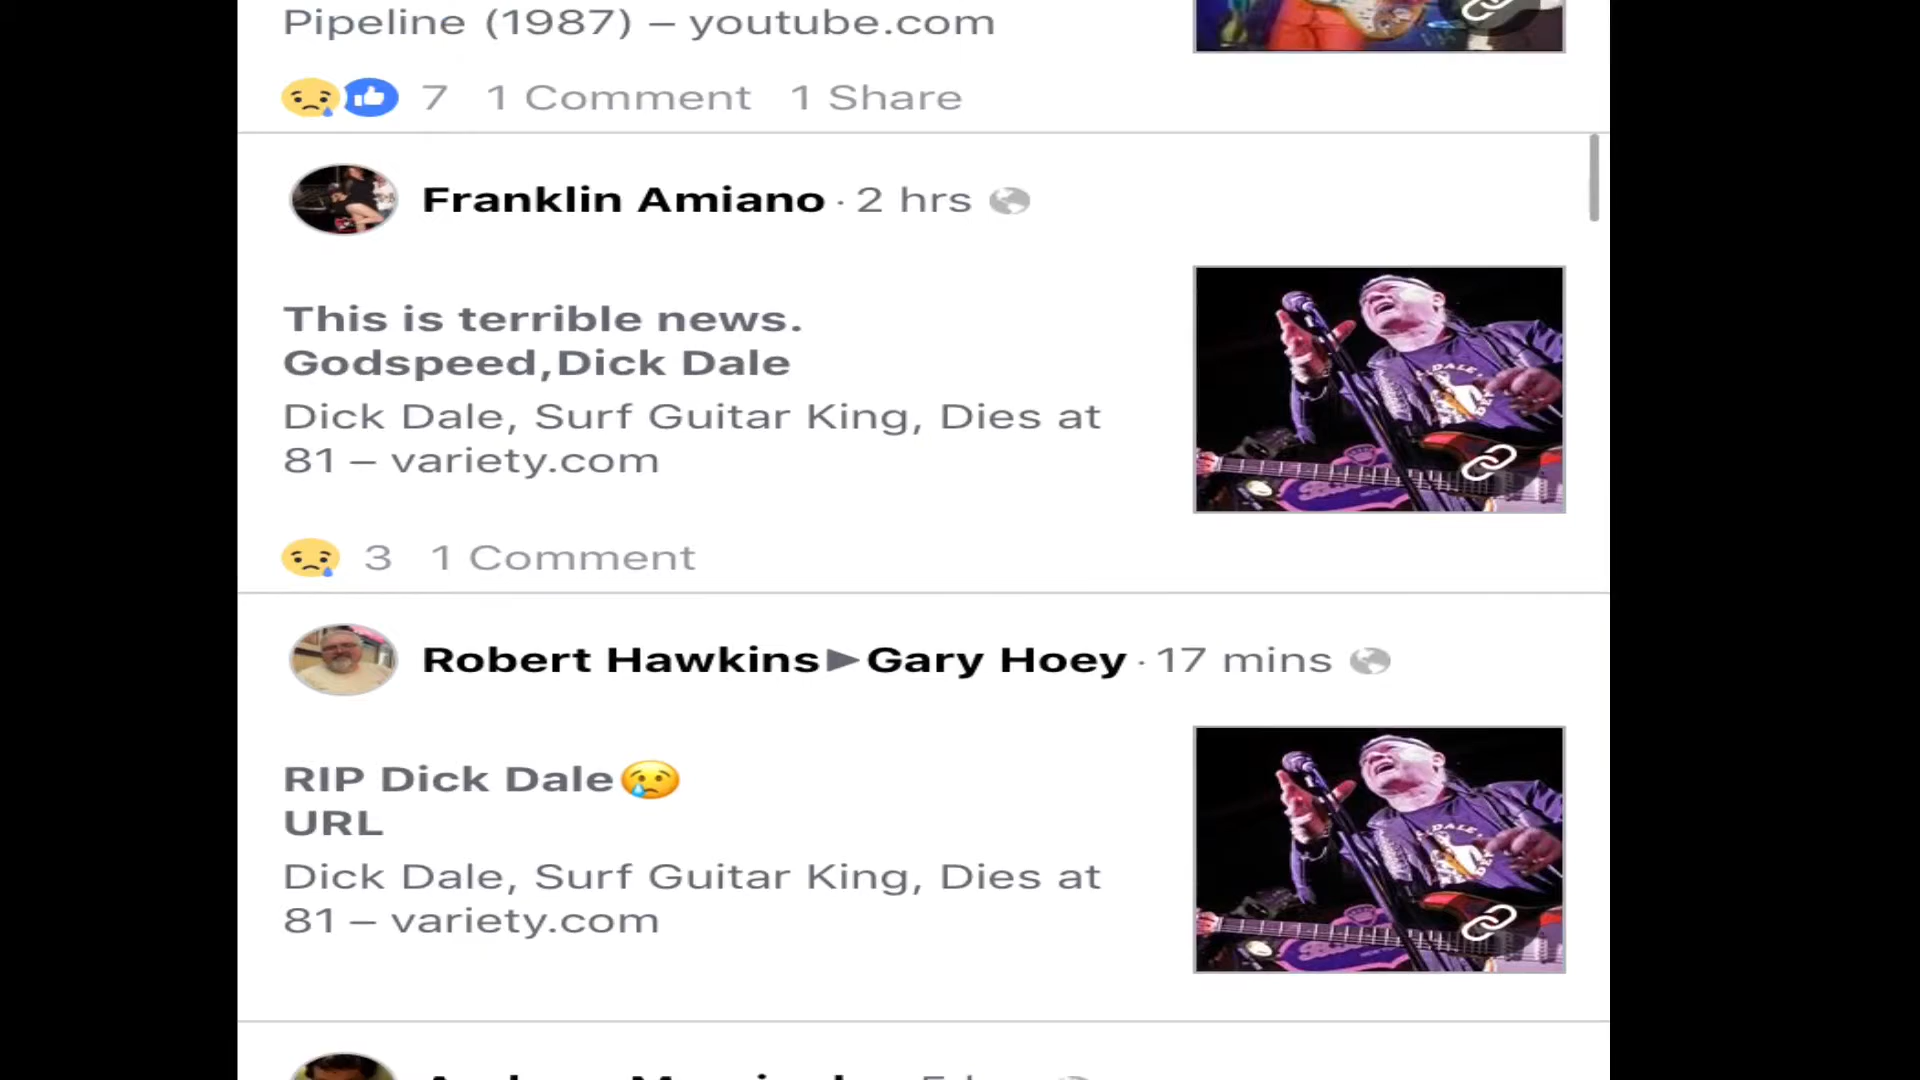 Pipeline (1987) – youtube.com
7 1 Comment 1 Share
Franklin Amiano · 2 hrs
This is terrible news.
Godspeed,Dick Dale
Dick Dale, Surf Guitar King, Dies at
81 – variety.com
3 1 Comment
Robert Hawkins▶Gary Hoey · 17 mins
RIP Dick Dale😢
URL
Dick Dale, Surf Guitar King, Dies at
81 – variety.com